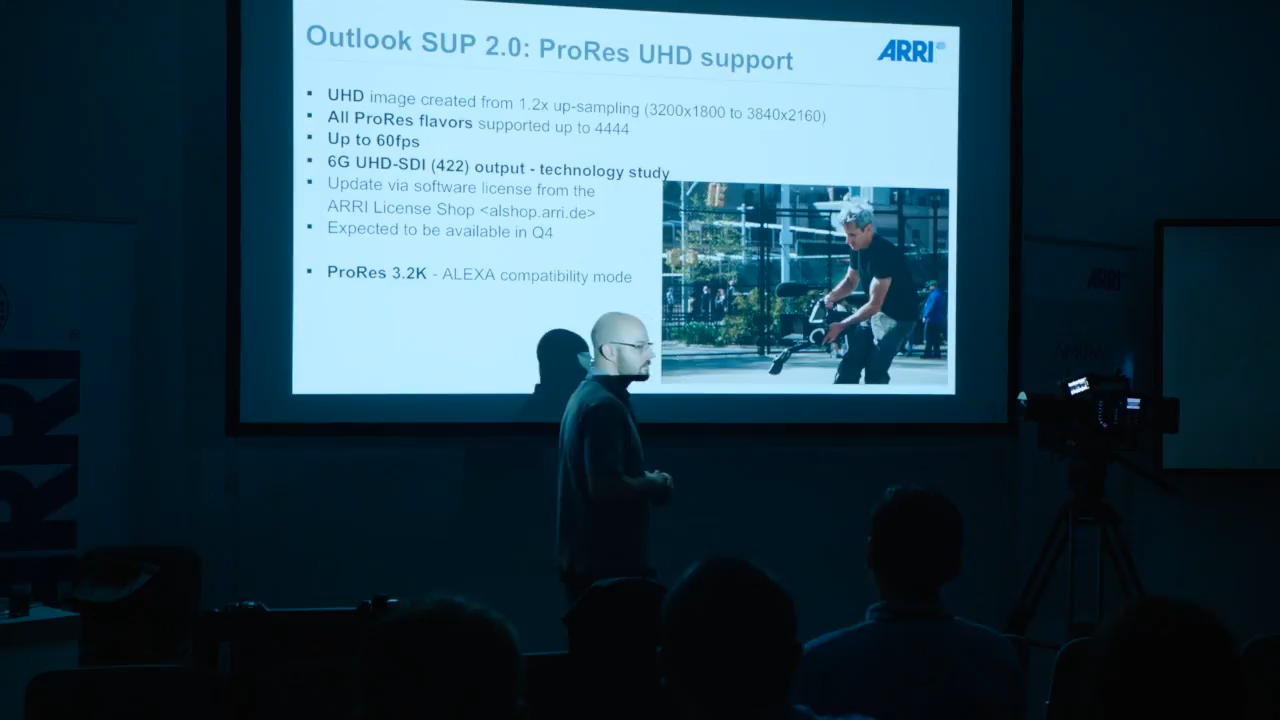 Outlook SUP 2.0: ProRes UHD support
ARRI
▪ UHD image created from 1.2x up-sampling (3200x1800 to 3840x2160)
▪ All ProRes flavors supported up to 4444
▪ Up to 60fps
▪ 6G UHD-SDI (422) output - technology study
▪ Update via software license from the
ARRI License Shop <alshop.arri.de>
▪ Expected to be available in Q4
▪ ProRes 3.2K - ALEXA compatibility mode
ARRI
ARRI